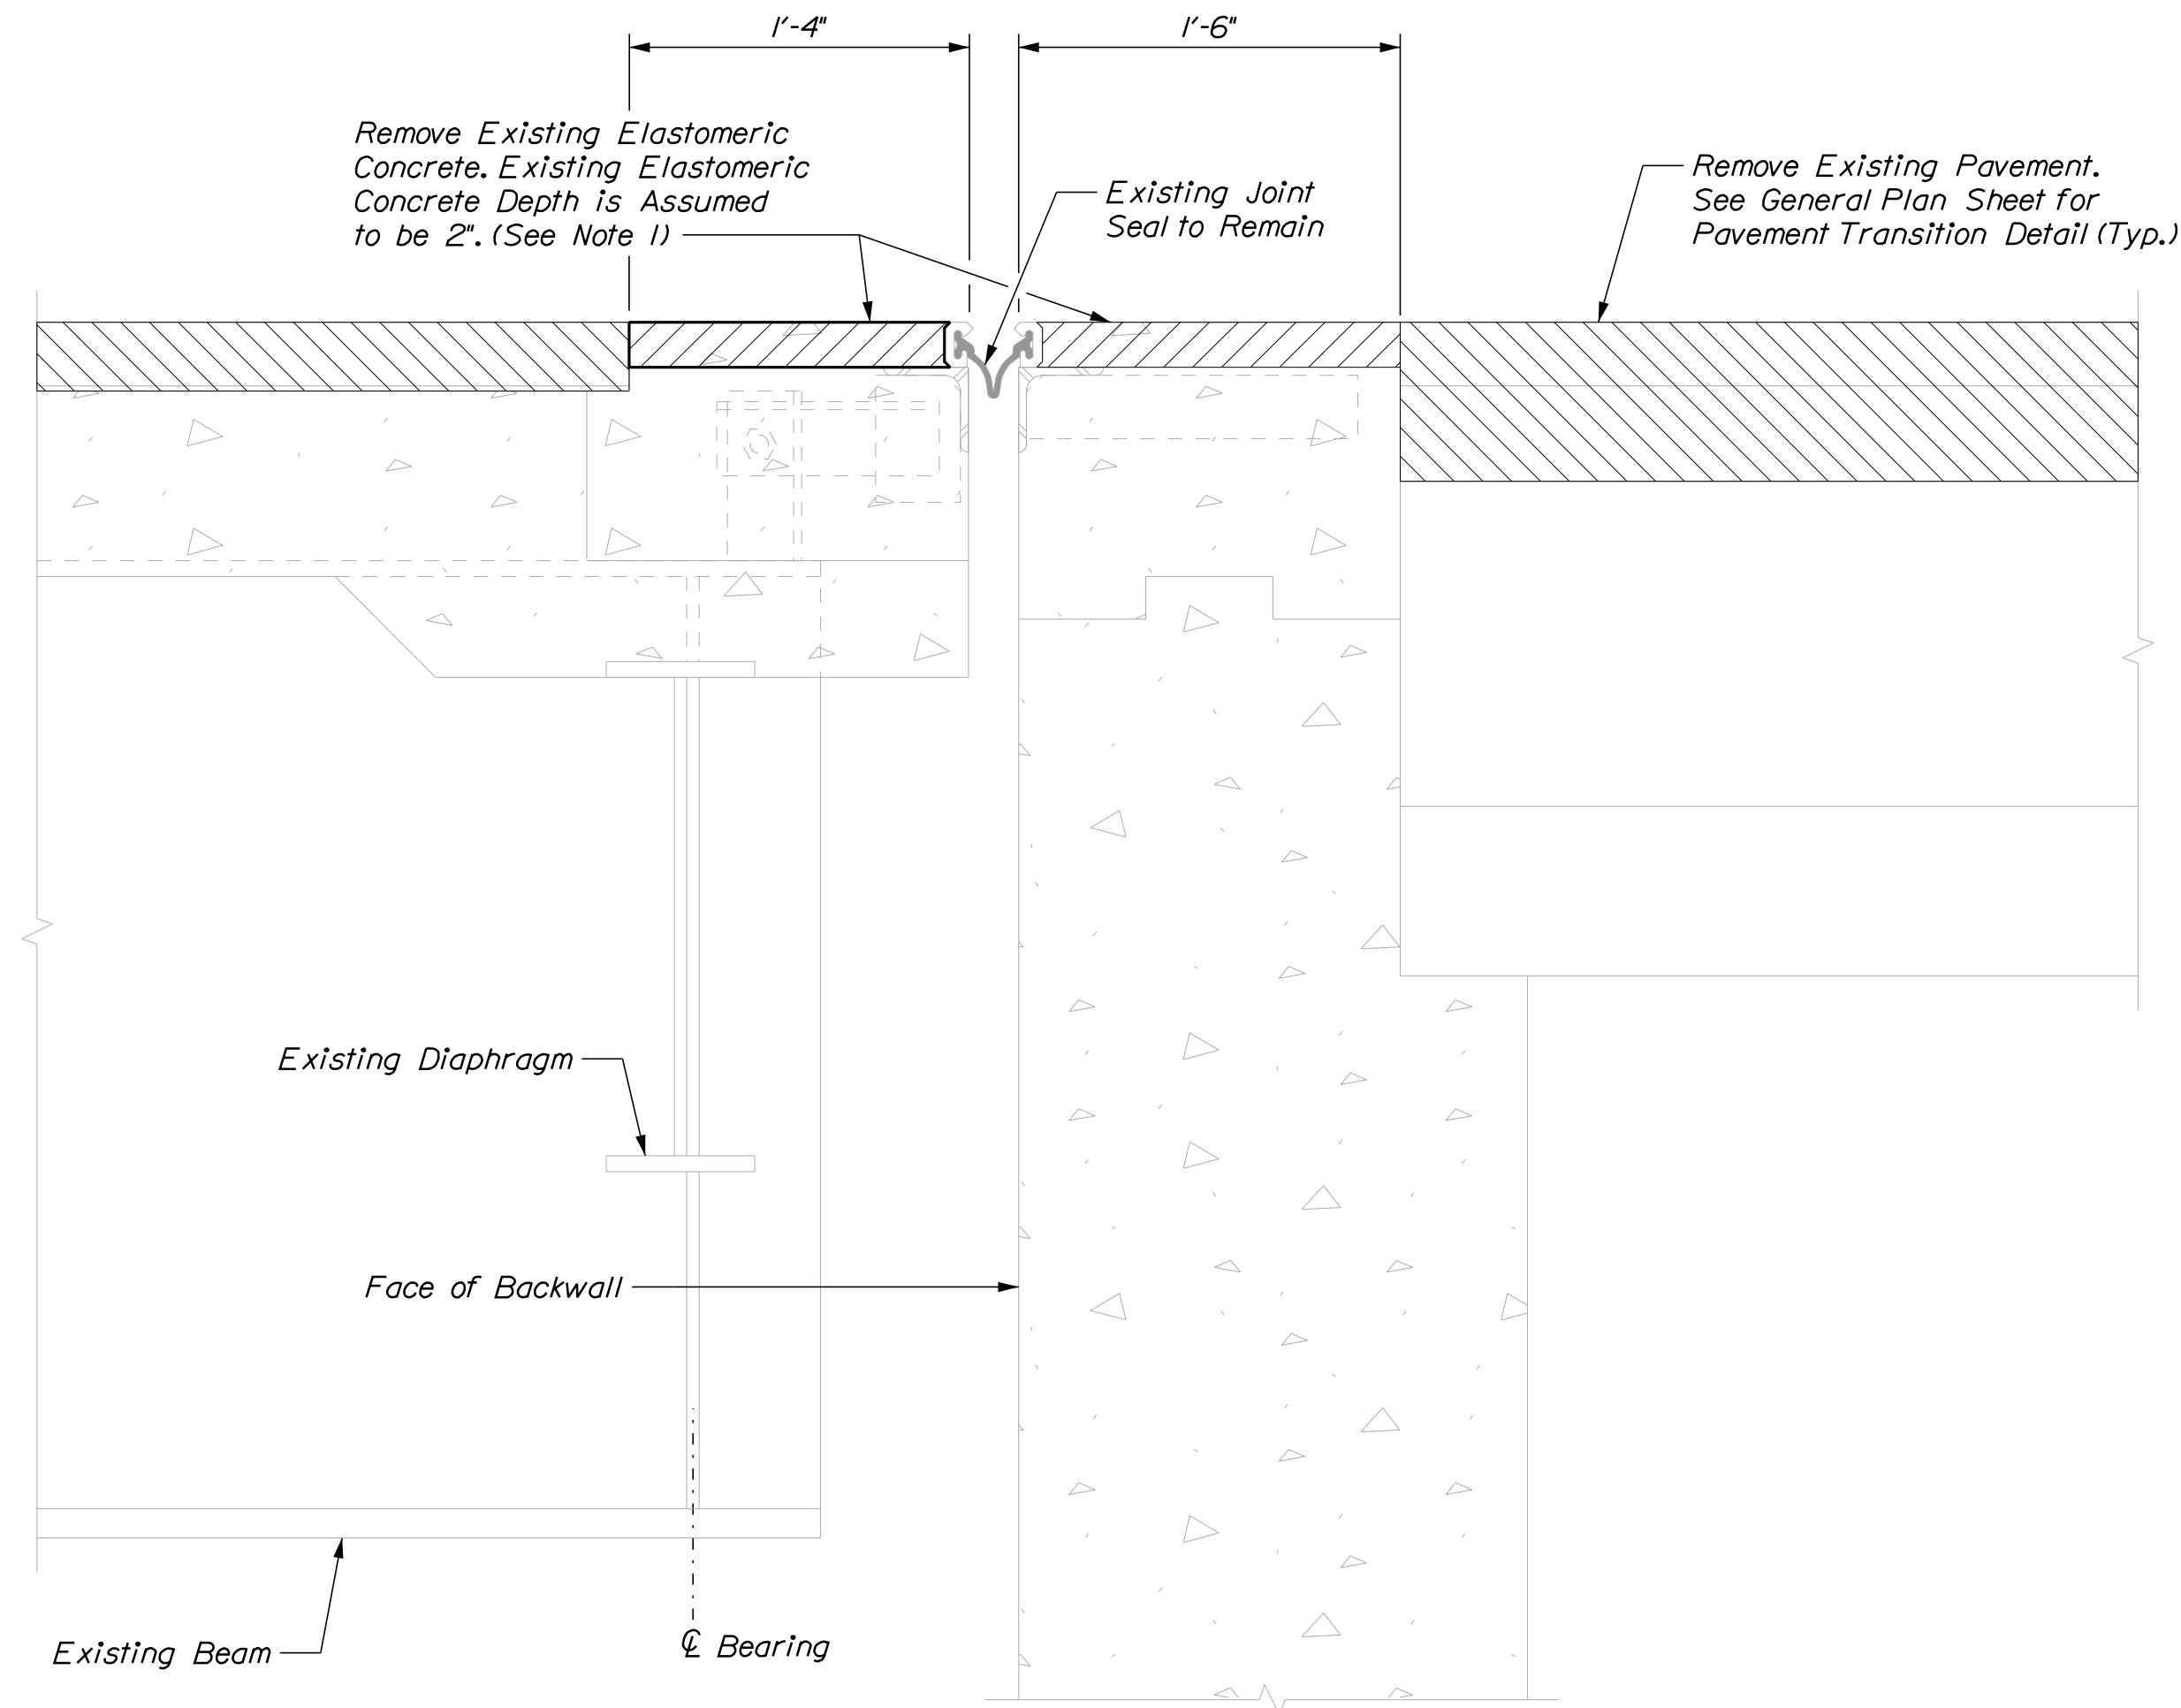 1'-4"
1'-6"
Remove Existing Elastomeric
Concrete. Existing Elastomeric
Concrete Depth is Assumed
to be 2". (See Note 1)
Existing Joint
Seal to Remain
Remove Existing Pavement.
See General Plan Sheet for
Pavement Transition Detail (Typ.)
Existing Diaphragm
Face of Backwall
Existing Beam
℄ Bearing